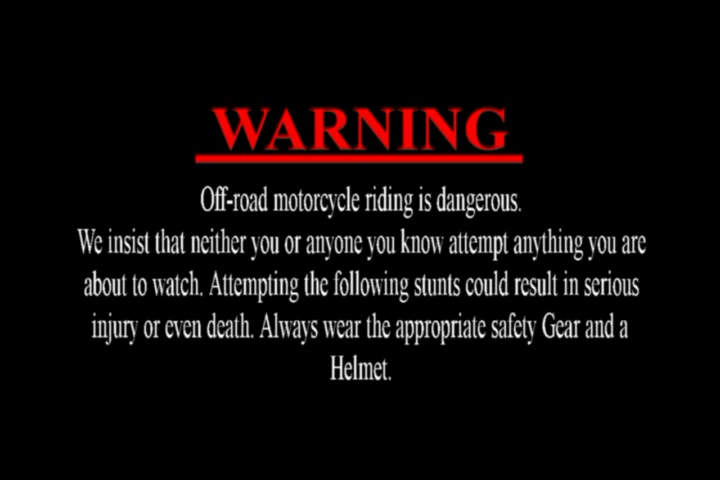 WARNING
Off-road motorcycle riding is dangerous.
We insist that neither you or anyone you know attempt anything you are
about to watch. Attempting the following stunts could result in serious
injury or even death. Always wear the appropriate safety Gear and a
Helmet.